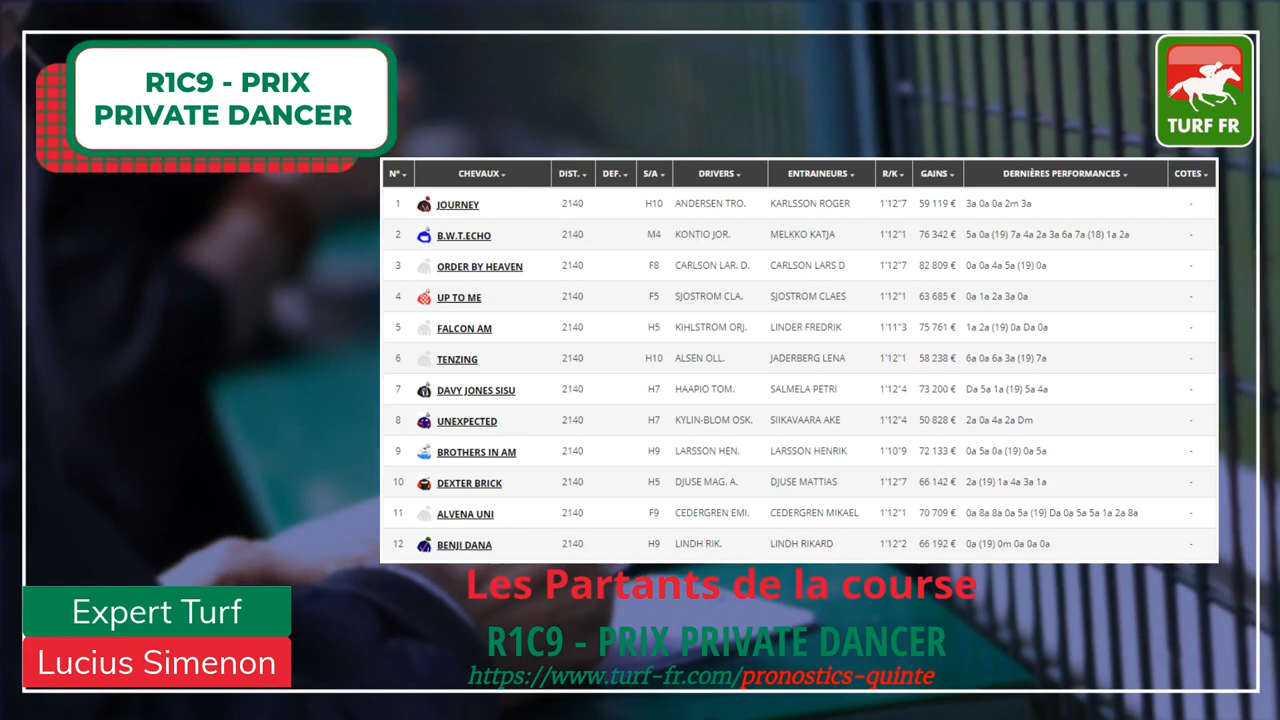 R1C9 - PRIX
PRIVATE DANCER
TURF FR
N° CHEVAUX DIST. DEF. S/A DRIVERS ENTRAINEURS R/K GAINS DERNIÈRES PERFORMANCES COTES
1 JOURNEY 2140 H10 ANDERSEN TRO. KARLSSON ROGER 1'12"7 59 119 € 3a 0a 0a 2m 3a -
2 B.W.T.ECHO 2140 M4 KONTIO JOR. MELKKO KATJA 1'12"1 76 342 € 5a 0a (19) 7a 4a 2a 3a 6a 7a (18) 1a 2a -
3 ORDER BY HEAVEN 2140 F8 CARLSON LAR. D. CARLSON LARS D 1'12"7 82 809 € 0a 0a 4a 5a (19) 0a -
4 UP TO ME 2140 F5 SJOSTROM CLA. SJOSTROM CLAES 1'12"1 63 685 € 0a 1a 2a 3a 0a -
5 FALCON AM 2140 H5 KIHLSTROM ORJ. LINDER FREDRIK 1'11"3 75 761 € 1a 2a (19) 0a Da 0a -
6 TENZING 2140 H10 ALSEN OLL. JADERBERG LENA 1'12"1 58 238 € 6a 0a 6a 3a (19) 7a -
7 DAVY JONES SISU 2140 H7 HAAPIO TOM. SALMELA PETRI 1'12"4 73 200 € Da 5a 1a (19) 5a 4a -
8 UNEXPECTED 2140 H7 KYLIN-BLOM OSK. SIIKAVAARA AKE 1'12"4 50 828 € 2a 0a 4a 2a Dm -
9 BROTHERS IN AM 2140 H9 LARSSON HEN. LARSSON HENRIK 1'10"9 72 133 € 0a 5a 0a (19) 0a 5a -
10 DEXTER BRICK 2140 H5 DJUSE MAG. A. DJUSE MATTIAS 1'12"7 66 142 € 2a (19) 1a 4a 3a 1a -
11 ALVENA UNI 2140 F9 CEDERGREN EMI. CEDERGREN MIKAEL 1'12"1 70 709 € 0a 8a 8a 0a 5a (19) Da 0a 5a 5a 1a 2a 8a -
12 BENJI DANA 2140 H9 LINDH RIK. LINDH RIKARD 1'12"2 66 192 € 0a (19) 0m 0a 0a 0a -
Les Partants de la course
R1C9 - PRIX PRIVATE DANCER
https://www.turf-fr.com/pronostics-quinte
Expert Turf
Lucius Simenon